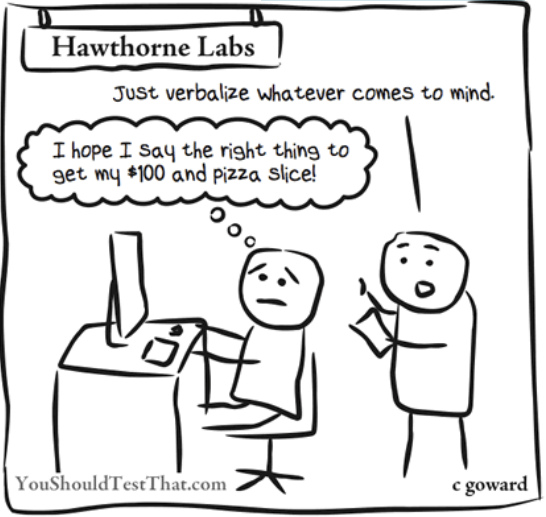 Hawthorne Labs
Just verbalize whatever comes to mind.
I hope I say the right thing to
get my $100 and pizza slice!
YouShouldTestThat.com
c goward